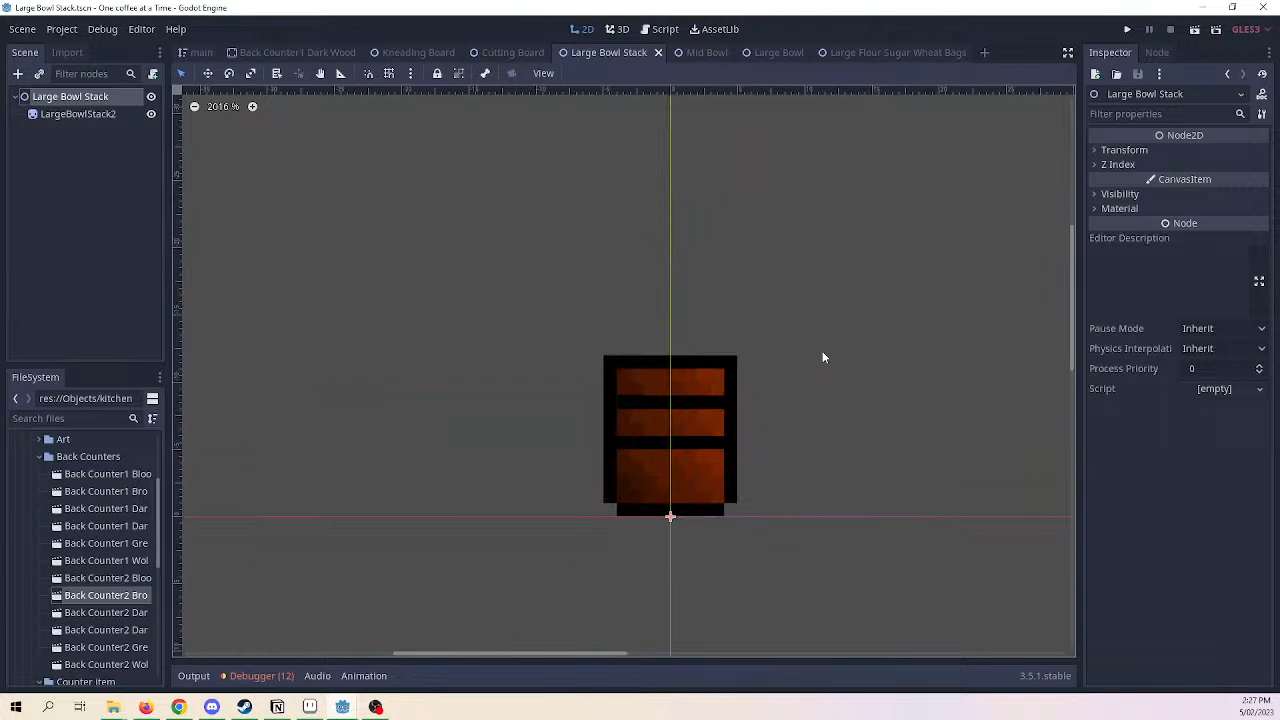 Large Bowl Stack.tscn - One coffee at a Time - Godot Engine
Scene Project Debug Editor Help
2D 3D Script AssetLib
GLES3
Scene Import
main Back Counter1 Dark Wood Kneading Board Cutting Board Large Bowl Stack Mid Bowl Large Bowl Large Flour Sugar Wheat Bags
Inspector Node
Filter nodes
View
Large Bowl Stack
LargeBowlStack2
2016 %
Large Bowl Stack
Filter properties
Node2D
Transform
Z Index
CanvasItem
Visibility
Material
Node
Editor Description
Pause Mode Inherit
Physics Interpolati Inherit
Process Priority 0
Script [empty]
FileSystem
res://Objects/kitchen
Search files
Art
Back Counters
Back Counter1 Bloo
Back Counter1 Bro
Back Counter1 Dar
Back Counter1 Dar
Back Counter1 Gre
Back Counter1 Wol
Back Counter2 Bloo
Back Counter2 Bro
Back Counter2 Dar
Back Counter2 Dar
Back Counter2 Gre
Back Counter2 Wol
Counter Item
Output Debugger (12) Audio Animation
3.5.1.stable
2:27 PM
5/02/2023